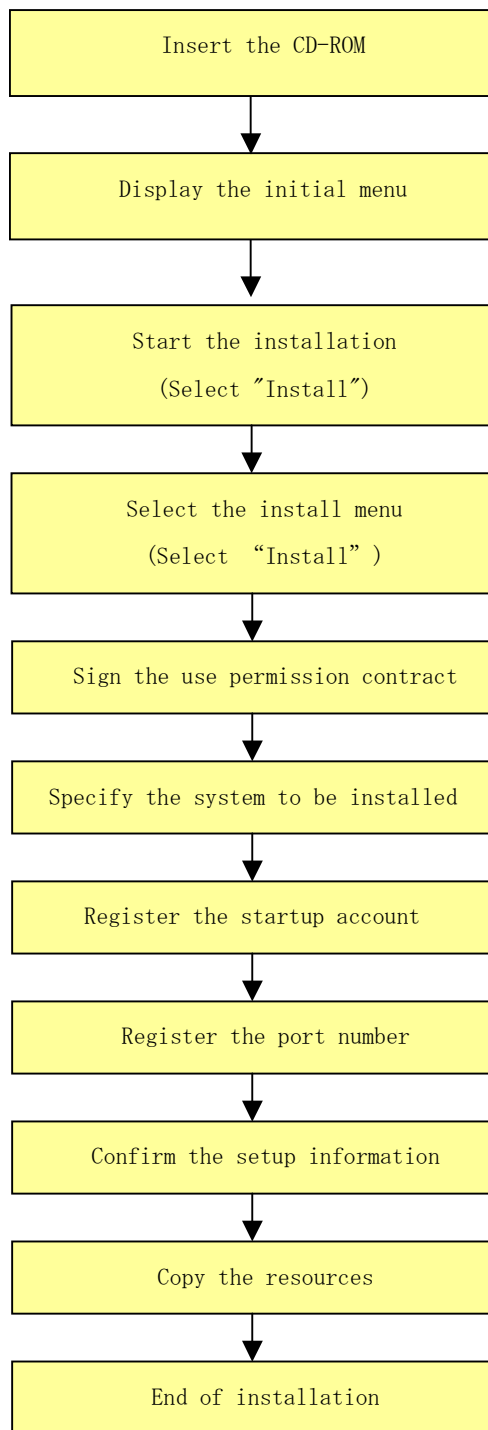 Insert the CD-ROM
Display the initial menu
Start the installation
(Select "Install")
Select the install menu
(Select “Install”)
Sign the use permission contract
Specify the system to be installed
Register the startup account
Register the port number
Confirm the setup information
Copy the resources
End of installation